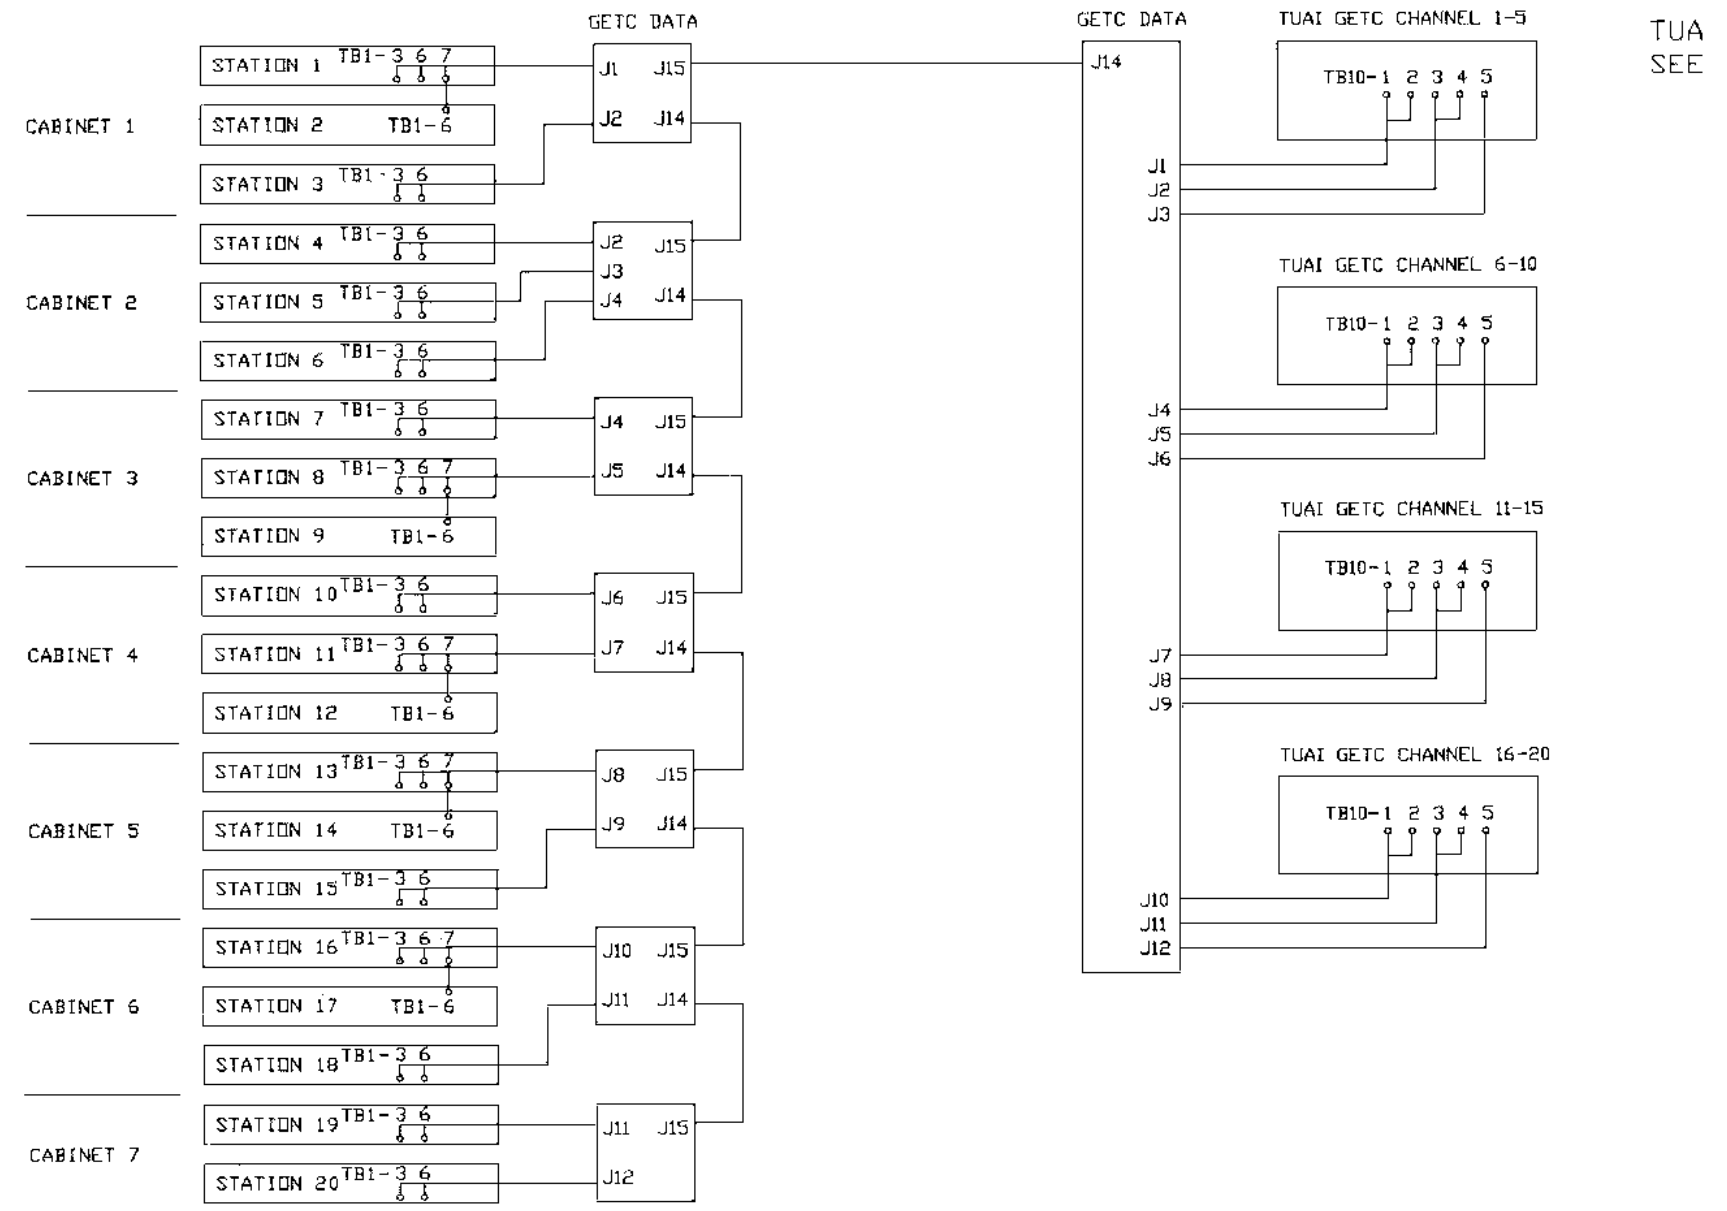 GETC DATA
STATION 1 TB1- 3 6 7
J1 J15
CABINET 1
STATION 2 TB1-6
J2 J14
STATION 3 TB1- 3 6
STATION 4 TB1- 3 6
J2 J15
CABINET 2
STATION 5 TB1- 3 6
J3
J4 J14
STATION 6 TB1- 3 6
STATION 7 TB1- 3 6
J4 J15
CABINET 3
STATION 8 TB1- 3 6 7
J5 J14
STATION 9 TB1-6
STATION 10 TB1- 3 6
J6 J15
CABINET 4
STATION 11 TB1- 3 6 7
J7 J14
STATION 12 TB1-6
STATION 13 TB1- 3 6 7
J8 J15
CABINET 5
STATION 14 TB1-6
J9 J14
STATION 15 TB1- 3 6
STATION 16 TB1- 3 6 7
J10 J15
CABINET 6
STATION 17 TB1-6
J11 J14
STATION 18 TB1- 3 6
STATION 19 TB1- 3 6
J11 J15
CABINET 7
STATION 20 TB1- 3 6
J12
GETC DATA
J14
J1
J2
J3
J4
J5
J6
J7
J8
J9
J10
J11
J12
TUAI GETC CHANNEL 1-5
TB10- 1 2 3 4 5
TUAI GETC CHANNEL 6-10
TB10- 1 2 3 4 5
TUAI GETC CHANNEL 11-15
TB10- 1 2 3 4 5
TUAI GETC CHANNEL 16-20
TB10- 1 2 3 4 5
TUA
SEE